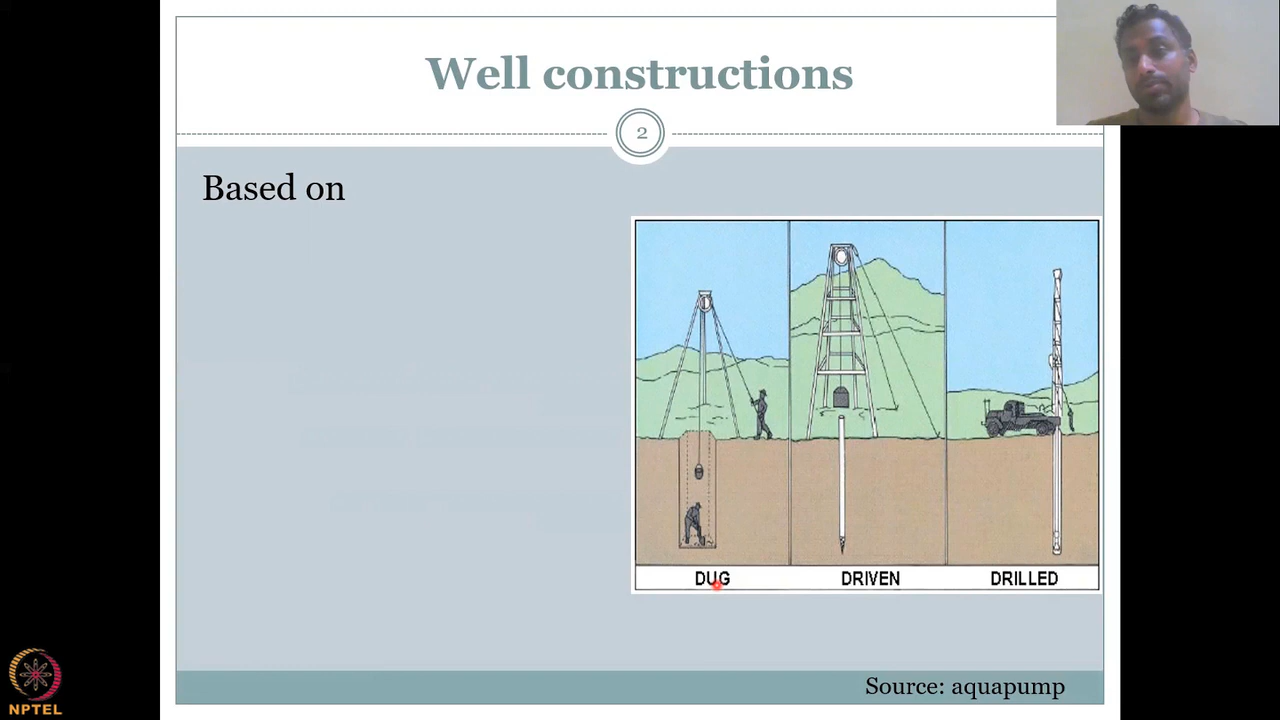 Well constructions
2
Based on
DUG
DRIVEN
DRILLED
Source: aquapump
NPTEL